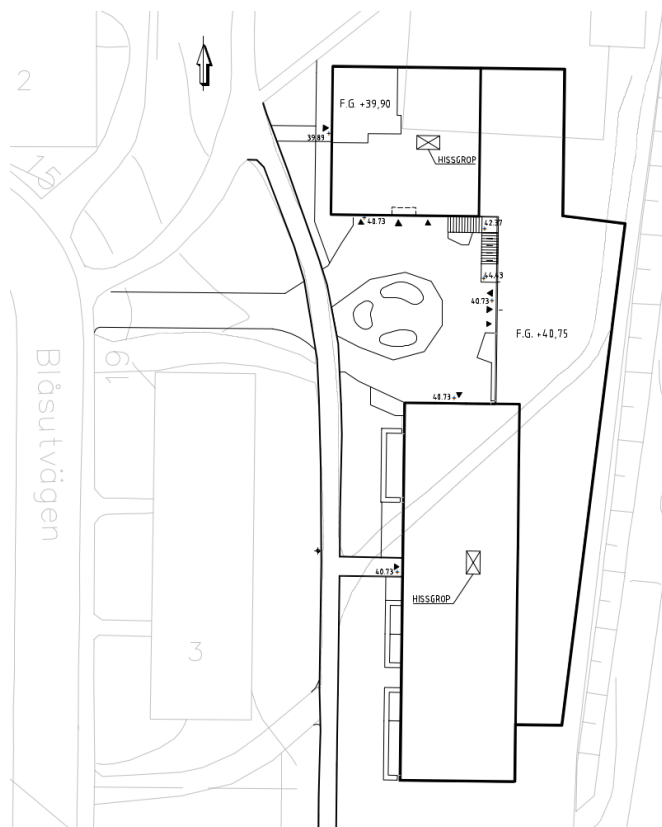 2
F.G. +39,90
39.89
HISSGROP
15
40.73
42.37
44.43
40.73
F.G. +40,75
19
Blåsutvägen
40.73
40.73
HISSGROP
3